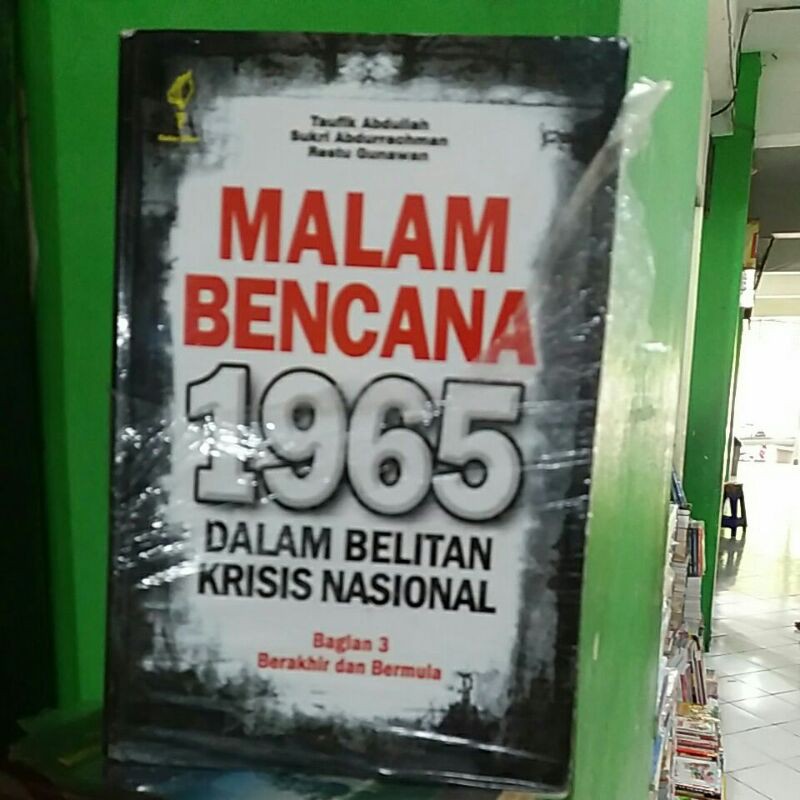 Taufik Abdullah
Sukri Abdurrachman
Restu Gunawan
MALAM
BENCANA
1965
DALAM BELITAN
KRISIS NASIONAL
Bagian 3
Berakhir dan Bermula